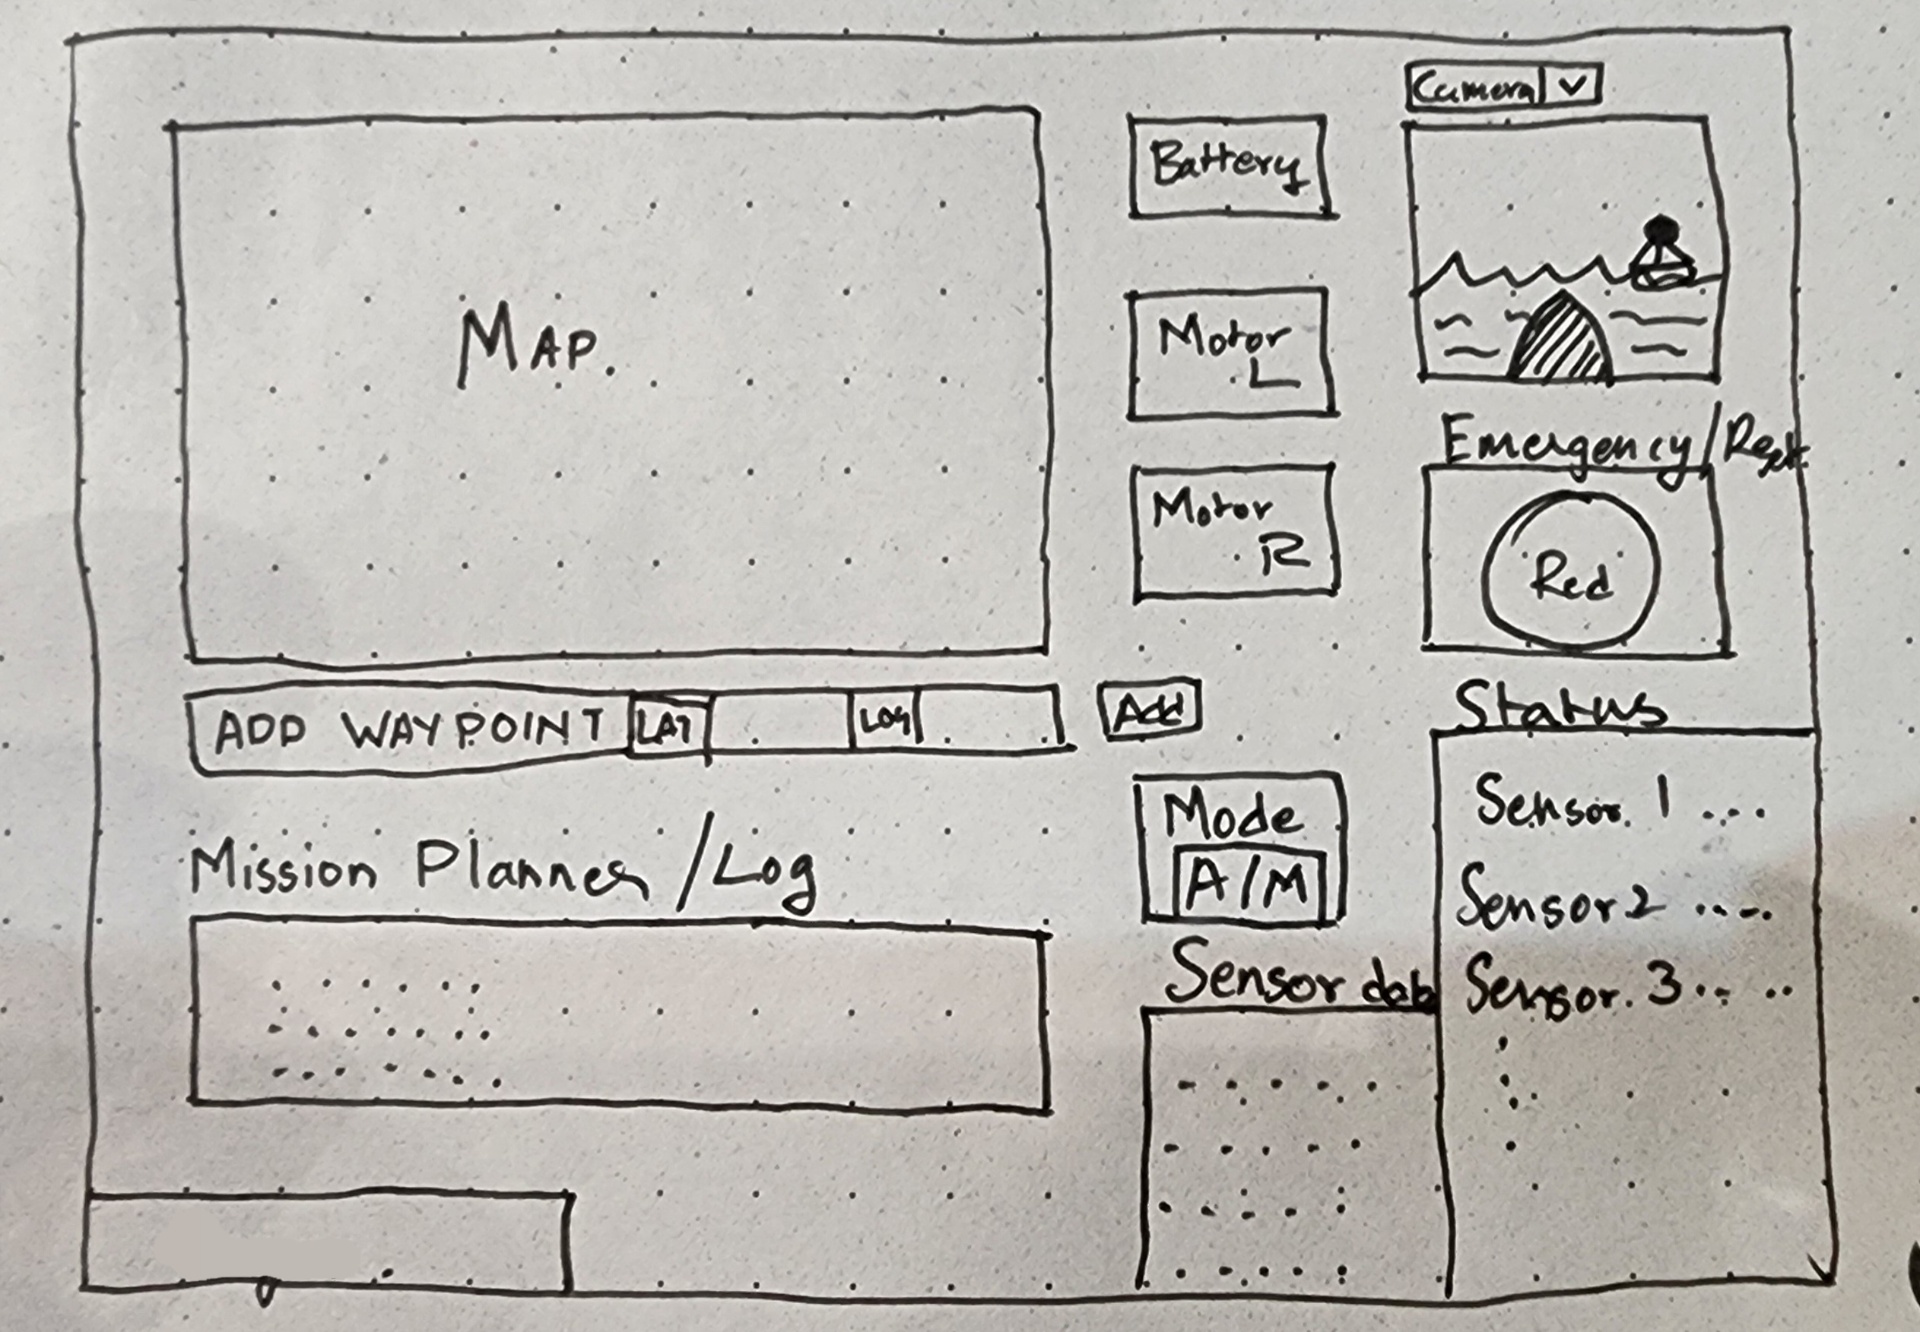 Camera
Battery
MAP.
Motor
L
Emergency/Reset
Motor
R
Red
ADD WAYPOINT LAT LOG
Add
Status
Mode
A/M
Sensor. 1 ....
Mission Planner /Log
Sensor 2 .....
Sensor data
Sensor. 3 .....